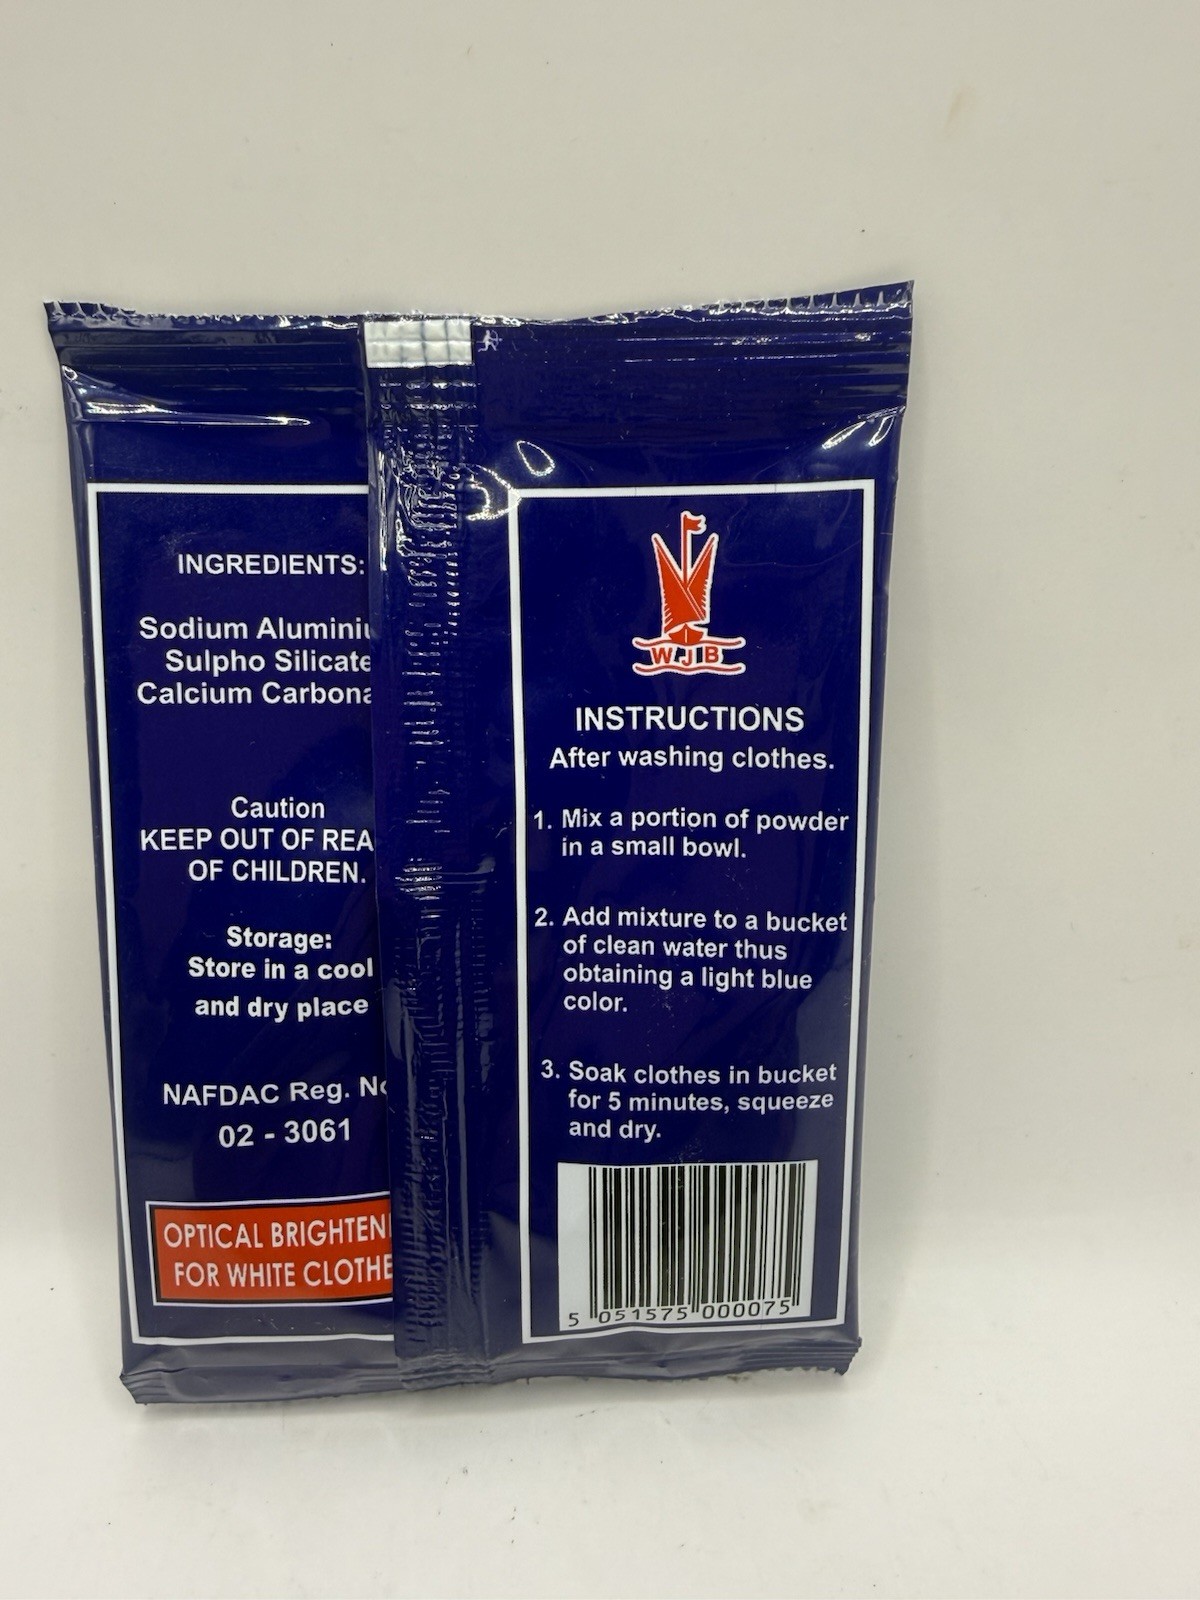 INGREDIENTS:
Sodium Aluminiu
Sulpho Silicate
Calcium Carbona
Caution
KEEP OUT OF REA
OF CHILDREN.
Storage:
Store in a cool
and dry place
NAFDAC Reg. No
02 - 3061
OPTICAL BRIGHTENI
FOR WHITE CLOTHE
WJB
INSTRUCTIONS
After washing clothes.
1. Mix a portion of powder
in a small bowl.
2. Add mixture to a bucket
of clean water thus
obtaining a light blue
color.
3. Soak clothes in bucket
for 5 minutes, squeeze
and dry.
5 051575 000075